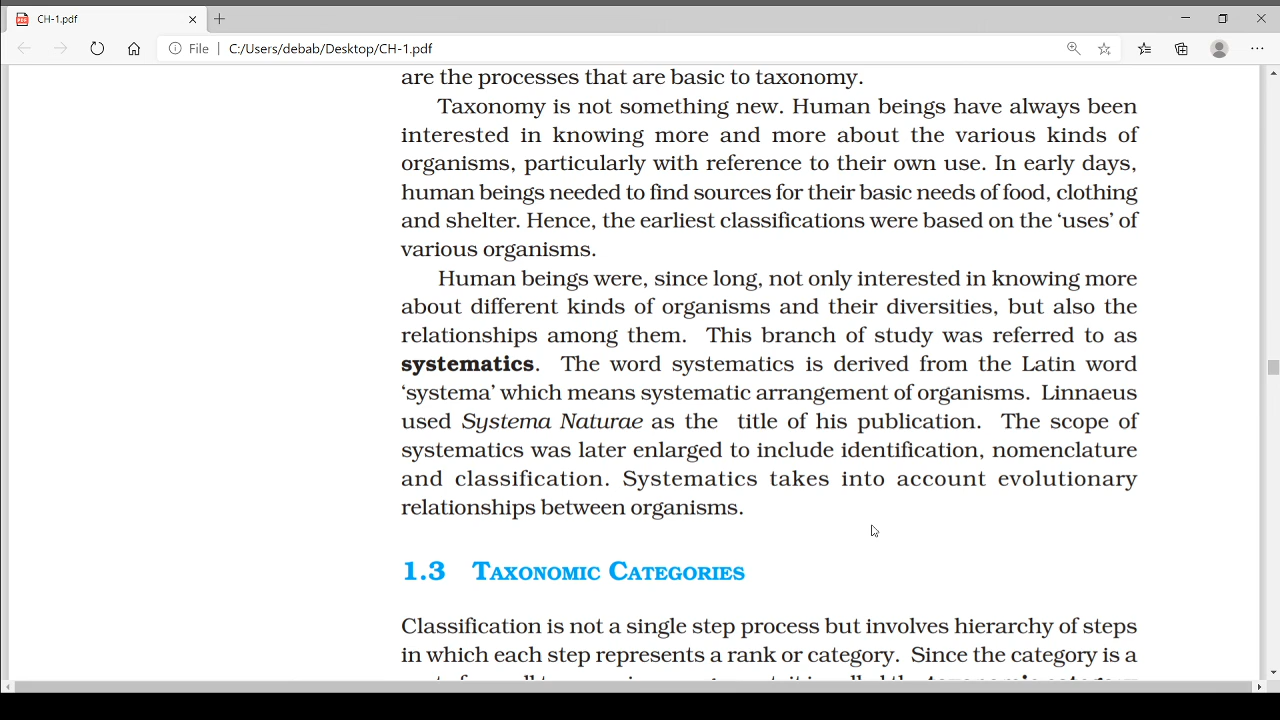 CH-1.pdf
File | C:/Users/debab/Desktop/CH-1.pdf
are the processes that are basic to taxonomy.
Taxonomy is not something new. Human beings have always been
interested in knowing more and more about the various kinds of
organisms, particularly with reference to their own use. In early days,
human beings needed to find sources for their basic needs of food, clothing
and shelter. Hence, the earliest classifications were based on the ‘uses’ of
various organisms.
Human beings were, since long, not only interested in knowing more
about different kinds of organisms and their diversities, but also the
relationships among them. This branch of study was referred to as
systematics. The word systematics is derived from the Latin word
‘systema’ which means systematic arrangement of organisms. Linnaeus
used Systema Naturae as the title of his publication. The scope of
systematics was later enlarged to include identification, nomenclature
and classification. Systematics takes into account evolutionary
relationships between organisms.
1.3 TAXONOMIC CATEGORIES
Classification is not a single step process but involves hierarchy of steps
in which each step represents a rank or category. Since the category is a